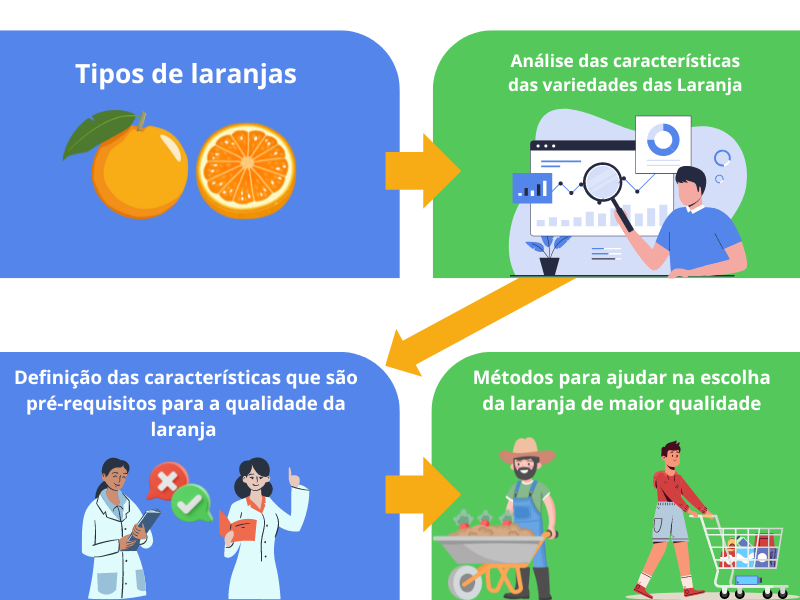 Tipos de laranjas
Análise das características
das variedades das Laranja
Definição das características que são
pré-requisitos para a qualidade da
laranja
Métodos para ajudar na escolha
da laranja de maior qualidade